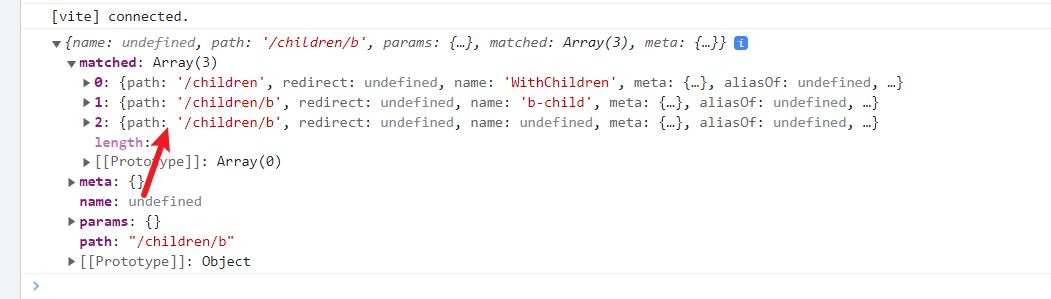 [vite] connected.
{name: undefined, path: '/children/b', params: {…}, matched: Array(3), meta: {…}} i
matched: Array(3)
0: {path: '/children', redirect: undefined, name: 'WithChildren', meta: {…}, aliasOf: undefined, …}
1: {path: '/children/b', redirect: undefined, name: 'b-child', meta: {…}, aliasOf: undefined, …}
2: {path: '/children/b', redirect: undefined, name: undefined, meta: {…}, aliasOf: undefined, …}
length:
[[Prototype]]: Array(0)
meta: {}
name: undefined
params: {}
path: "/children/b"
[[Prototype]]: Object